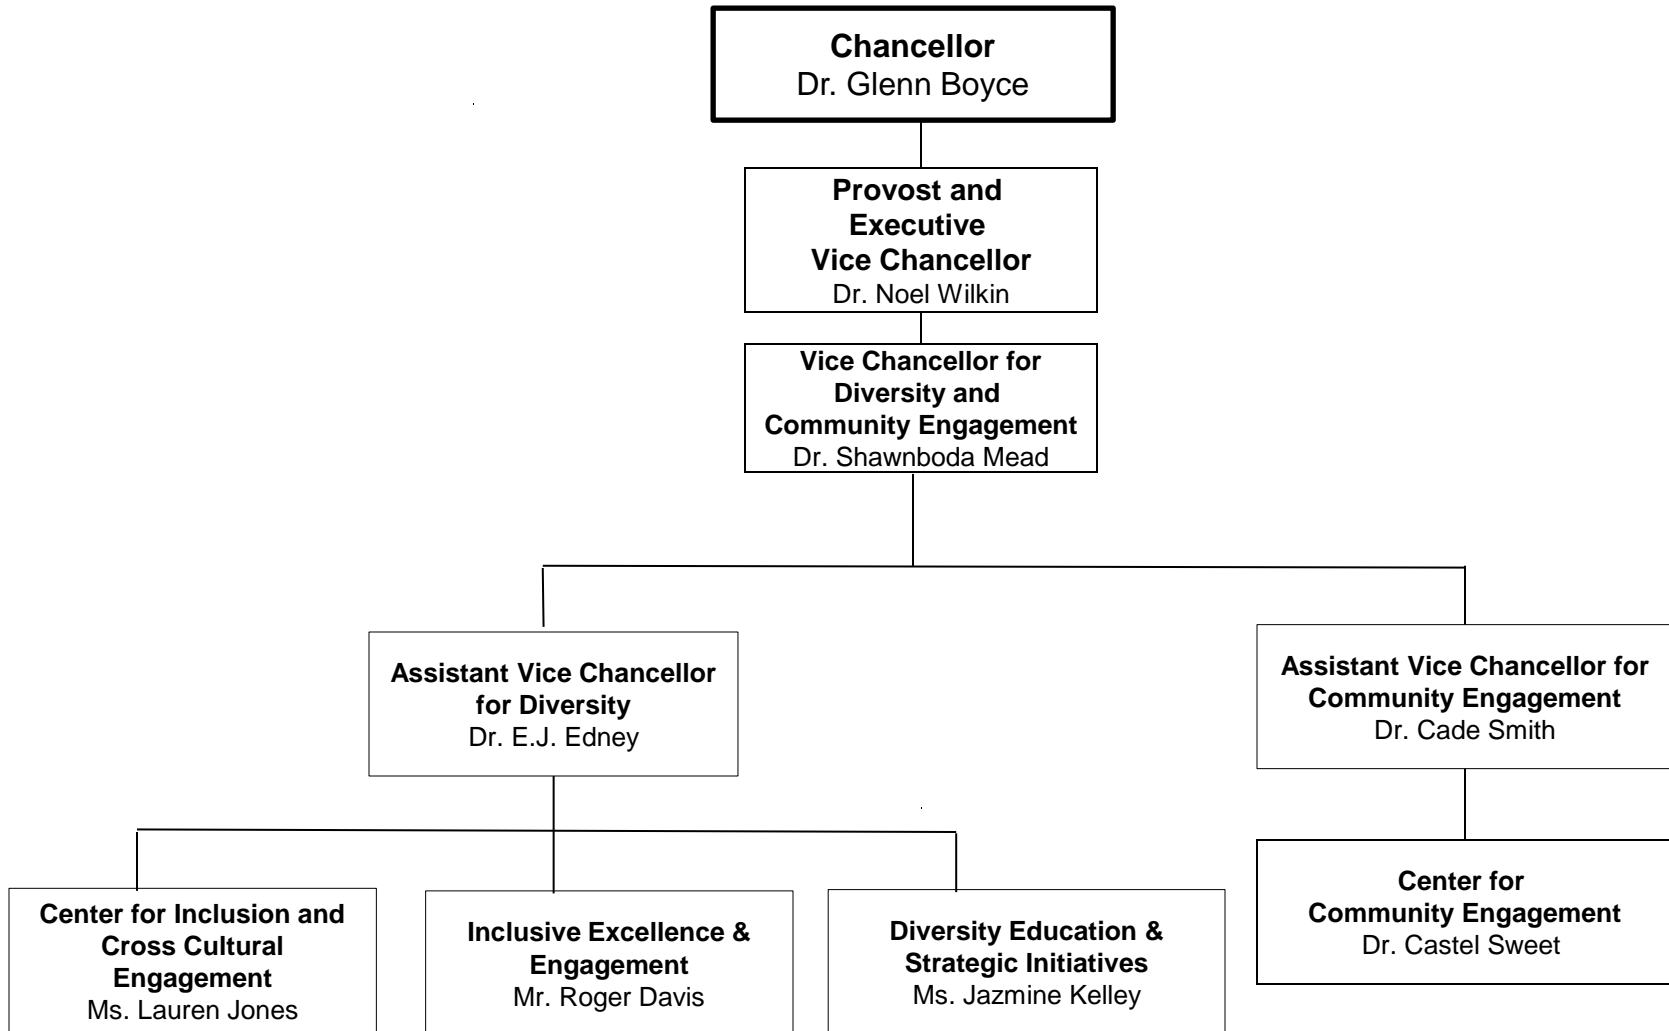 Chancellor
Dr. Glenn Boyce
Provost and
Executive
Vice Chancellor
Dr. Noel Wilkin
Vice Chancellor for
Diversity and
Community Engagement
Dr. Shawnboda Mead
Assistant Vice Chancellor
for Diversity
Dr. E.J. Edney
Assistant Vice Chancellor for
Community Engagement
Dr. Cade Smith
Center for Inclusion and
Cross Cultural
Engagement
Ms. Lauren Jones
Inclusive Excellence &
Engagement
Mr. Roger Davis
Diversity Education &
Strategic Initiatives
Ms. Jazmine Kelley
Center for
Community Engagement
Dr. Castel Sweet